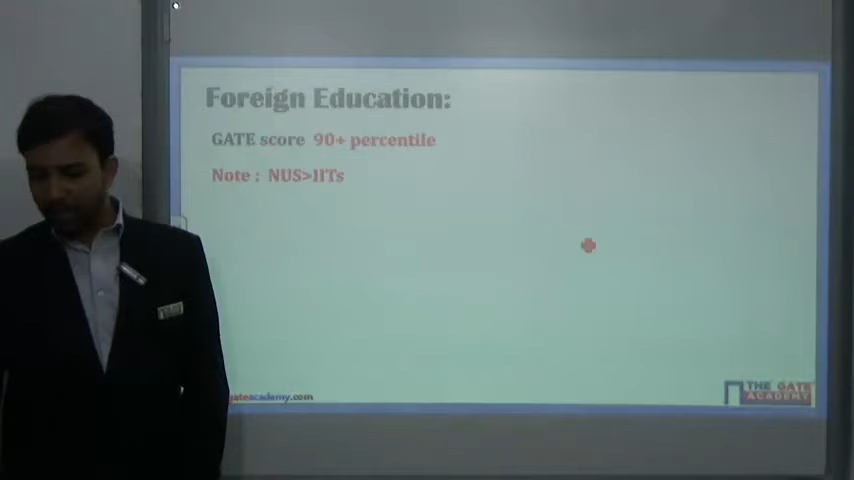 Foreign Education:
GATE score 90+ percentile
Note : NUS>IITs
gateacademy.com
THE GATE
ACADEMY